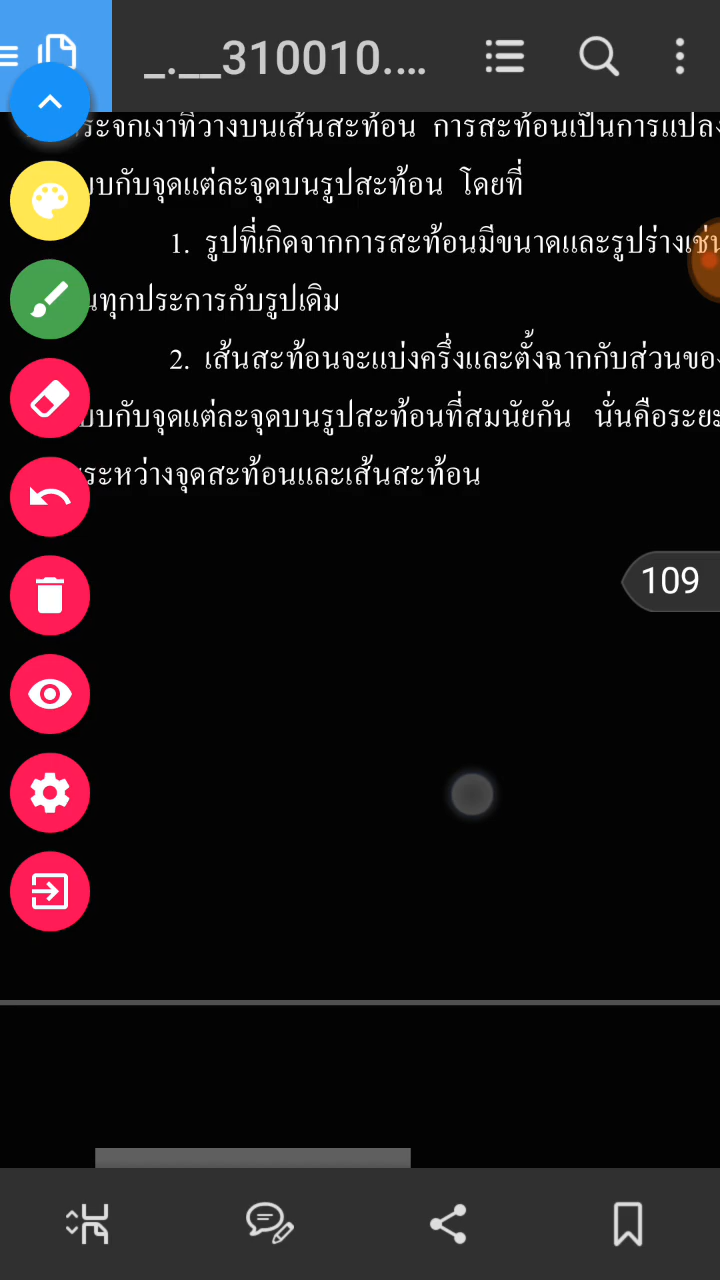 _.__310010.…
กระจกเงาที่วางบนเส้นสะท้อน การสะท้อนเป็นการแปลง
บบกับจุดแต่ละจุดบนรูปสะท้อน โดยที่
1. รูปที่เกิดจากการสะท้อนมีขนาดและรูปร่างเช่น
นทุกประการกับรูปเดิม
2. เส้นสะท้อนจะแบ่งครึ่งและตั้งฉากกับส่วนของ
บบกับจุดแต่ละจุดบนรูปสะท้อนที่สมนัยกัน นั่นคือระยะ
ระหว่างจุดสะท้อนและเส้นสะท้อน
109